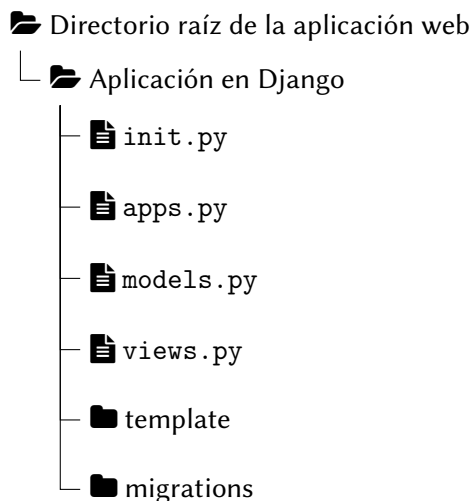 Directorio raíz de la aplicación web
Aplicación en Django
init.py
apps.py
models.py
views.py
template
migrations